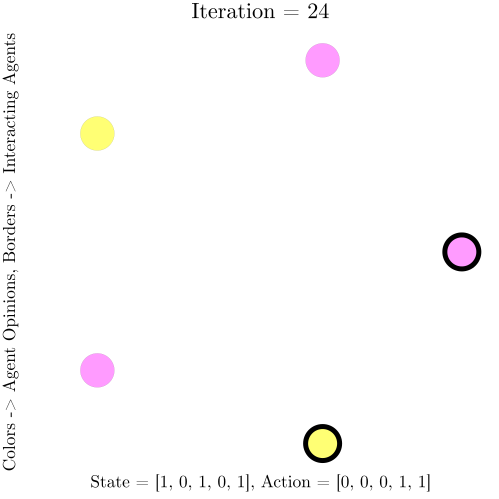 Iteration = 24
Colors -> Agent Opinions, Borders -> Interacting Agents
State = [1, 0, 1, 0, 1], Action = [0, 0, 0, 1, 1]